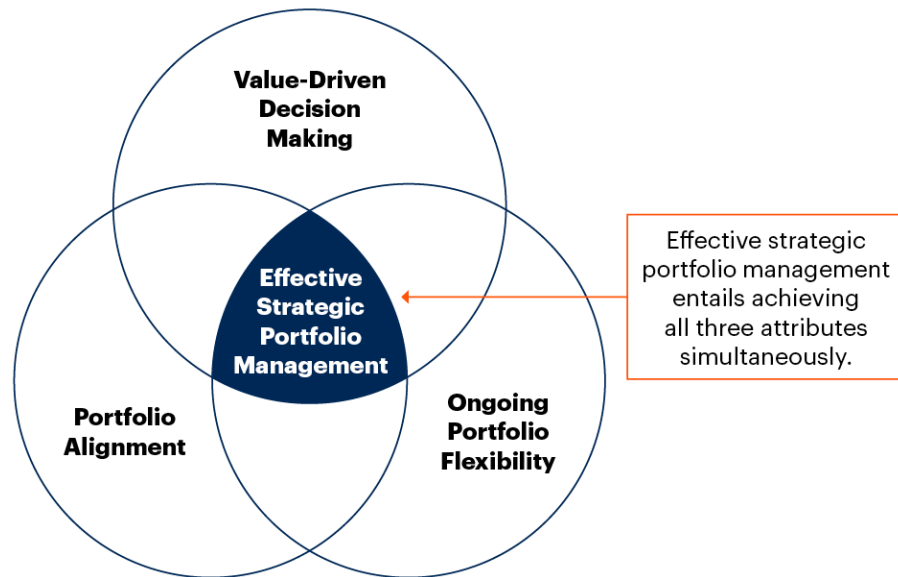 Value-Driven
Decision
Making
Effective
Strategic
Portfolio
Management
Effective strategic
portfolio management
entails achieving
all three attributes
simultaneously.
Portfolio
Alignment
Ongoing
Portfolio
Flexibility